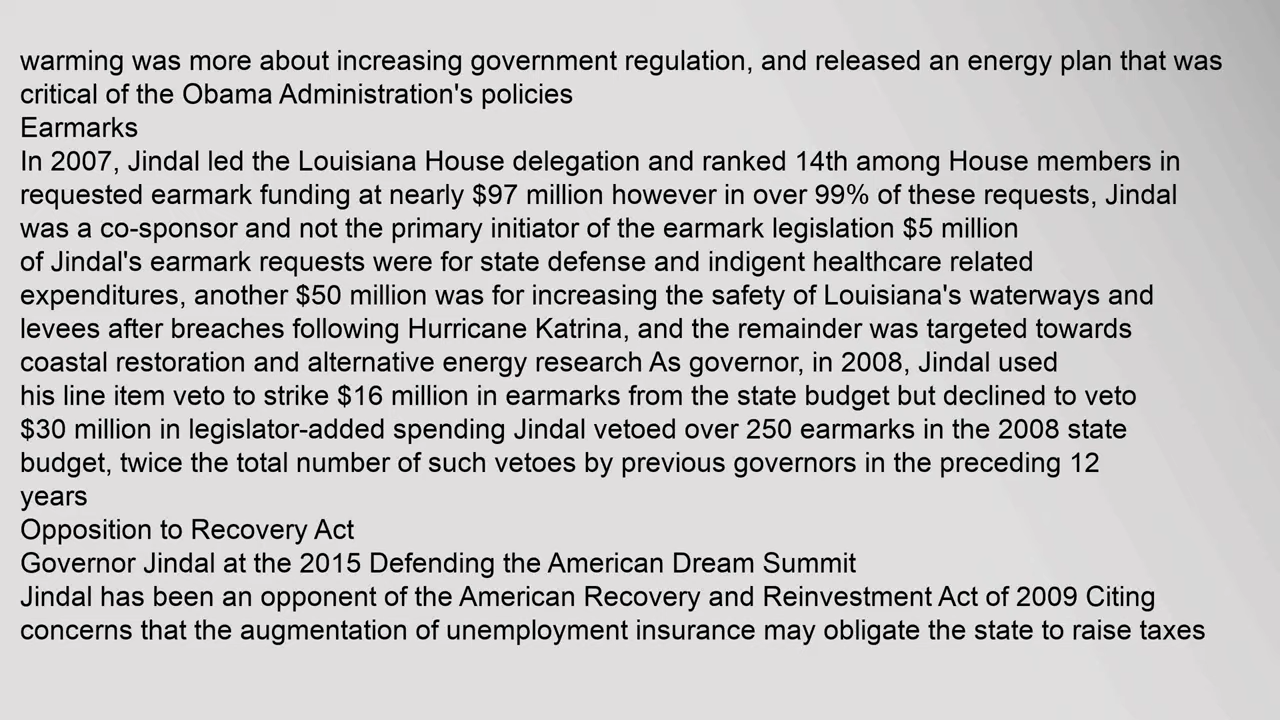 warming was more about increasing government regulation, and released an energy plan that was
critical of the Obama Administration's policies
Earmarks
In 2007, Jindal led the Louisiana House delegation and ranked 14th among House members in
requested earmark funding at nearly $97 million however in over 99% of these requests, Jindal
was a co-sponsor and not the primary initiator of the earmark legislation $5 million
of Jindal's earmark requests were for state defense and indigent healthcare related
expenditures, another $50 million was for increasing the safety of Louisiana's waterways and
levees after breaches following Hurricane Katrina, and the remainder was targeted towards
coastal restoration and alternative energy research As governor, in 2008, Jindal used
his line item veto to strike $16 million in earmarks from the state budget but declined to veto
$30 million in legislator-added spending Jindal vetoed over 250 earmarks in the 2008 state
budget, twice the total number of such vetoes by previous governors in the preceding 12
years
Opposition to Recovery Act
Governor Jindal at the 2015 Defending the American Dream Summit
Jindal has been an opponent of the American Recovery and Reinvestment Act of 2009 Citing
concerns that the augmentation of unemployment insurance may obligate the state to raise taxes